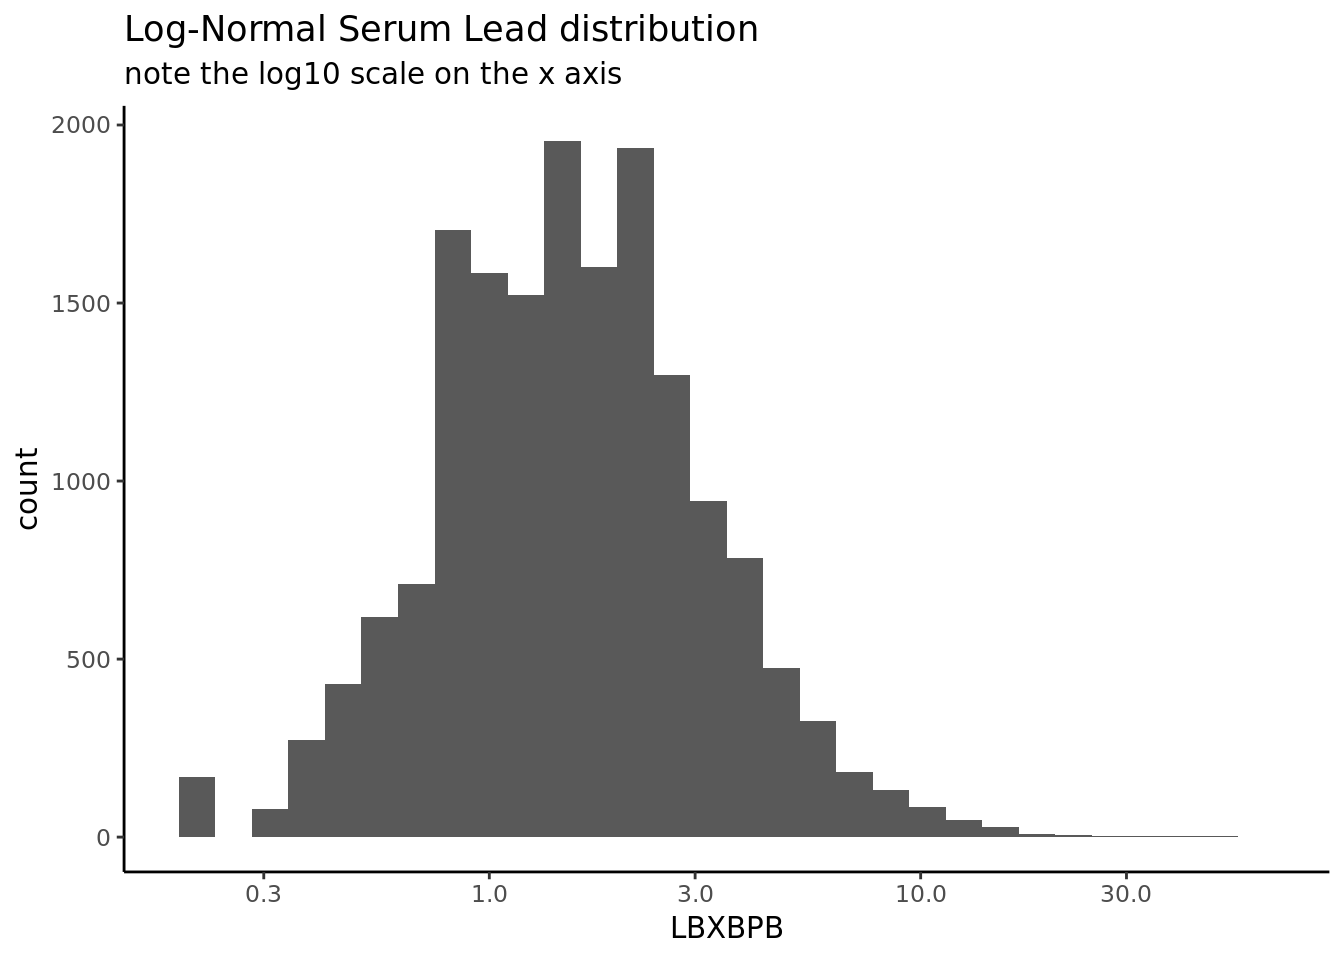 Log-Normal Serum Lead distribution
note the log10 scale on the x axis
2000
1500
1000
500
0
count
0.3
1.0
3.0
10.0
30.0
LBXBPB